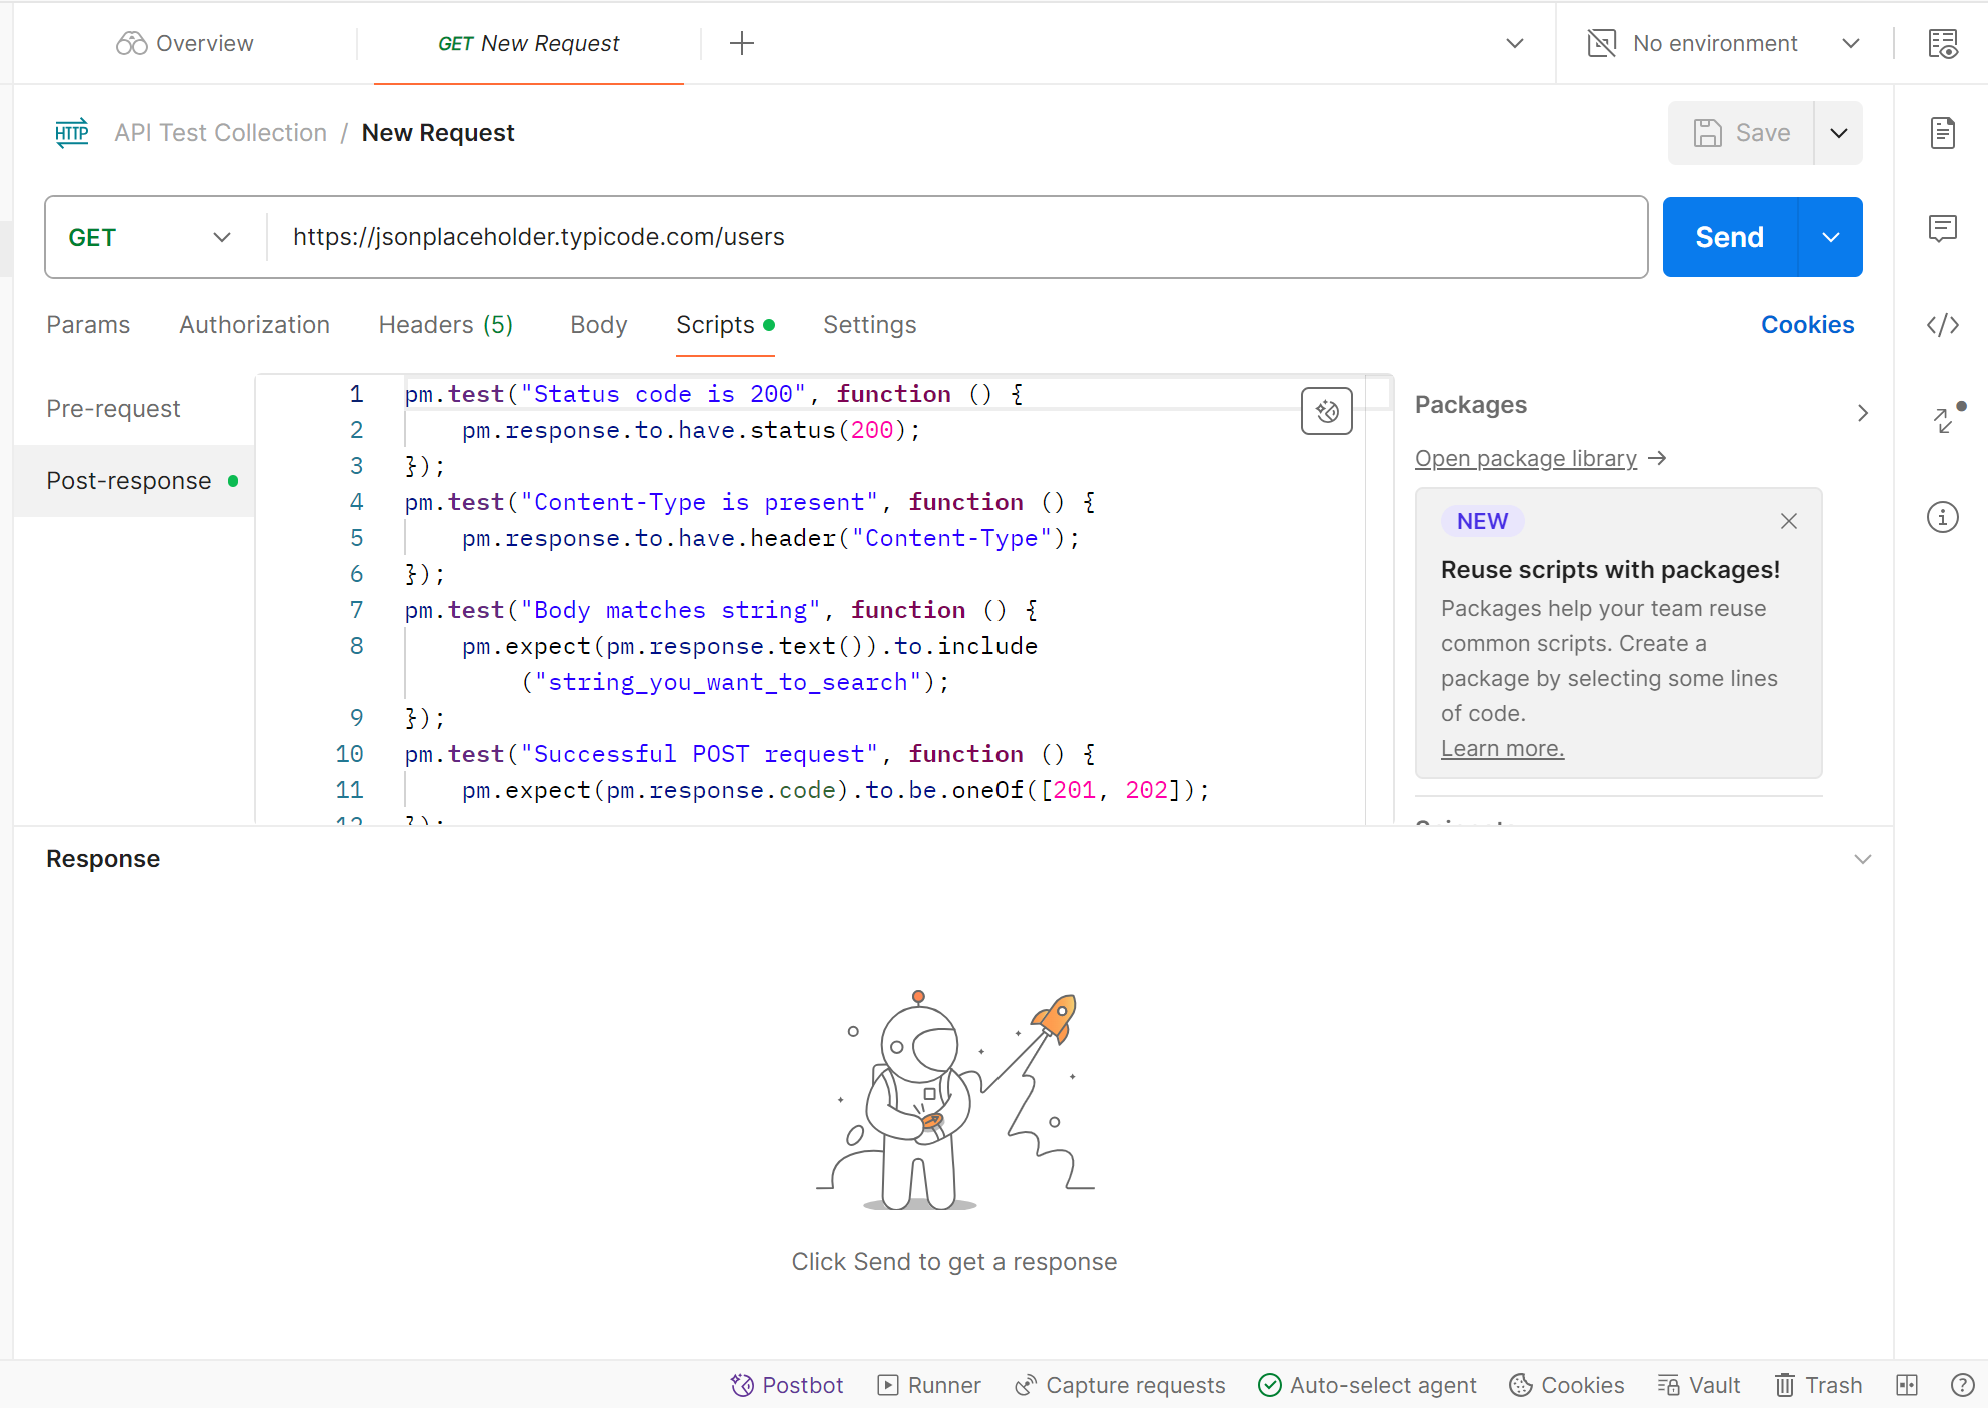 Overview
GET New Request
No environment
HTTP
API Test Collection / New Request
Save
GET
https://jsonplaceholder.typicode.com/users
Send
Params Authorization Headers (5) Body Scripts Settings
Cookies
Pre-request
Post-response
1 pm.test("Status code is 200", function () {
2 pm.response.to.have.status(200);
3 });
4 pm.test("Content-Type is present", function () {
5 pm.response.to.have.header("Content-Type");
6 });
7 pm.test("Body matches string", function () {
8 pm.expect(pm.response.text()).to.include
("string_you_want_to_search");
9 });
10 pm.test("Successful POST request", function () {
11 pm.expect(pm.response.code).to.be.oneOf([201, 202]);
12 });
Packages
Open package library →
NEW
Reuse scripts with packages!
Packages help your team reuse
common scripts. Create a
package by selecting some lines
of code.
Learn more.
Response
Click Send to get a response
Postbot Runner Capture requests Auto-select agent Cookies Vault Trash